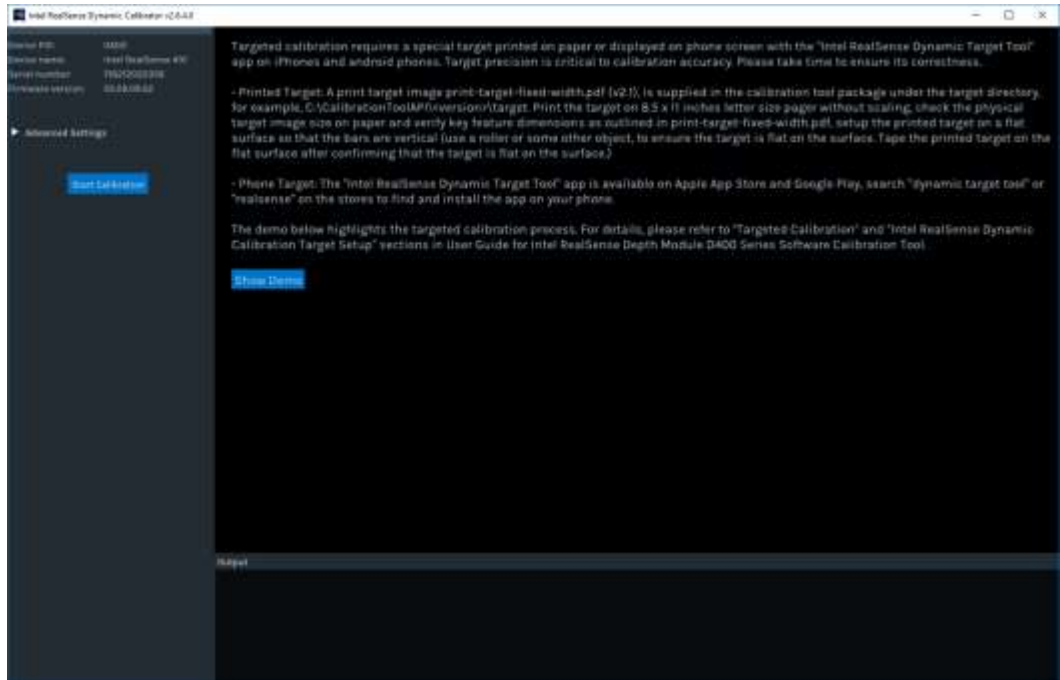 Intel RealSense Dynamic Calibrator
Device PID:
Device name: Intel RealSense
Serial number:
Firmware version:
Advanced Settings
Start Calibration
Targeted calibration requires a special target printed on paper or displayed on phone screen with the "Intel RealSense Dynamic Target Tool"
app on iPhones and android phones. Target precision is critical to calibration accuracy. Please take time to ensure its correctness.
- Printed Target: A print target image print-target-fixed-width.pdf (v2.1), is supplied in the calibration tool package under the target directory,
for example, C:\CalibrationToolAPI\<version>\target. Print the target on 8.5 x 11 inches letter size pager without scaling, check the physical
target image size on paper and verify key feature dimensions as outlined in print-target-fixed-width.pdf, setup the printed target on a flat
surface so that the bars are vertical (use a roller or some other object, to ensure the target is flat on the surface. Tape the printed target on the
flat surface after confirming that the target is flat on the surface.)
- Phone Target: The "Intel RealSense Dynamic Target Tool" app is available on Apple App Store and Google Play, search "dynamic target tool" or
"realsense" on the stores to find and install the app on your phone.
The demo below highlights the targeted calibration process. For details, please refer to "Targeted Calibration" and "Intel RealSense Dynamic
Calibration Target Setup" sections in User Guide for Intel RealSense Depth Module D400 Series Software Calibration Tool.
Show Demo
Output